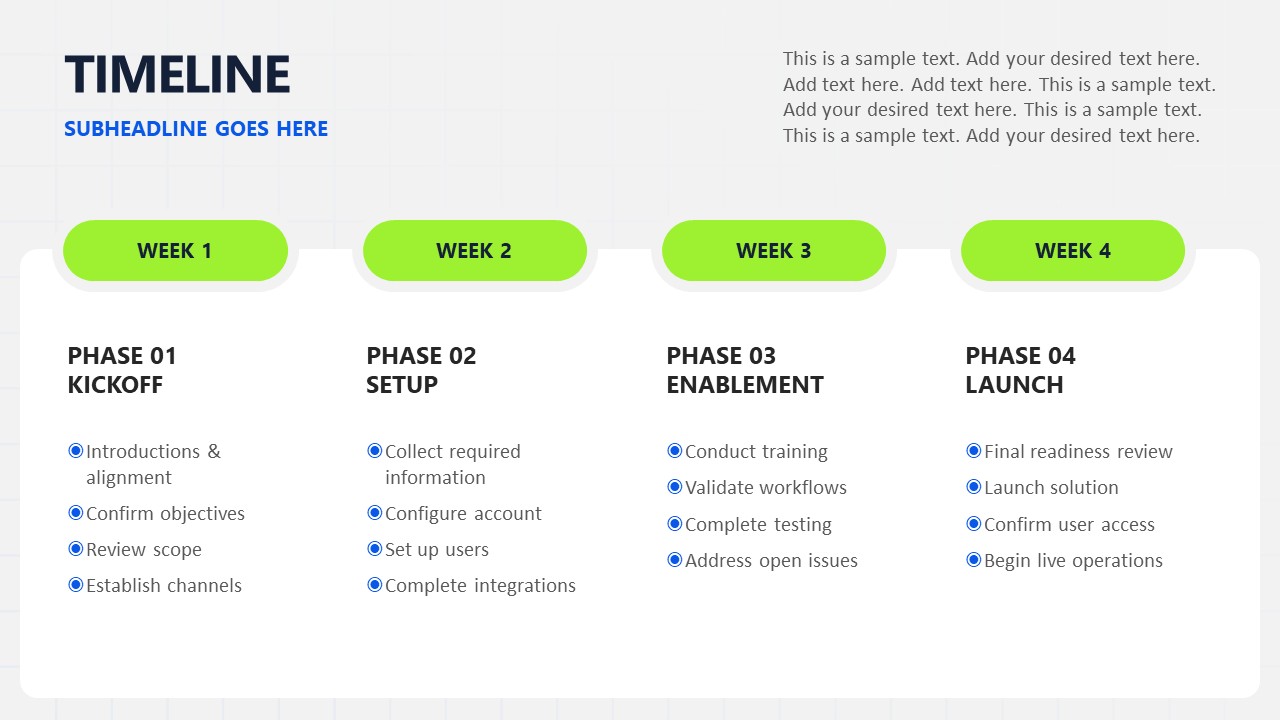 TIMELINE
SUBHEADLINE GOES HERE
This is a sample text. Add your desired text here.
Add text here. Add text here. This is a sample text.
Add your desired text here. This is a sample text.
This is a sample text. Add your desired text here.
WEEK 1
PHASE 01
KICKOFF
Introductions &
alignment
Confirm objectives
Review scope
Establish channels
WEEK 2
PHASE 02
SETUP
Collect required
information
Configure account
Set up users
Complete integrations
WEEK 3
PHASE 03
ENABLEMENT
Conduct training
Validate workflows
Complete testing
Address open issues
WEEK 4
PHASE 04
LAUNCH
Final readiness review
Launch solution
Confirm user access
Begin live operations